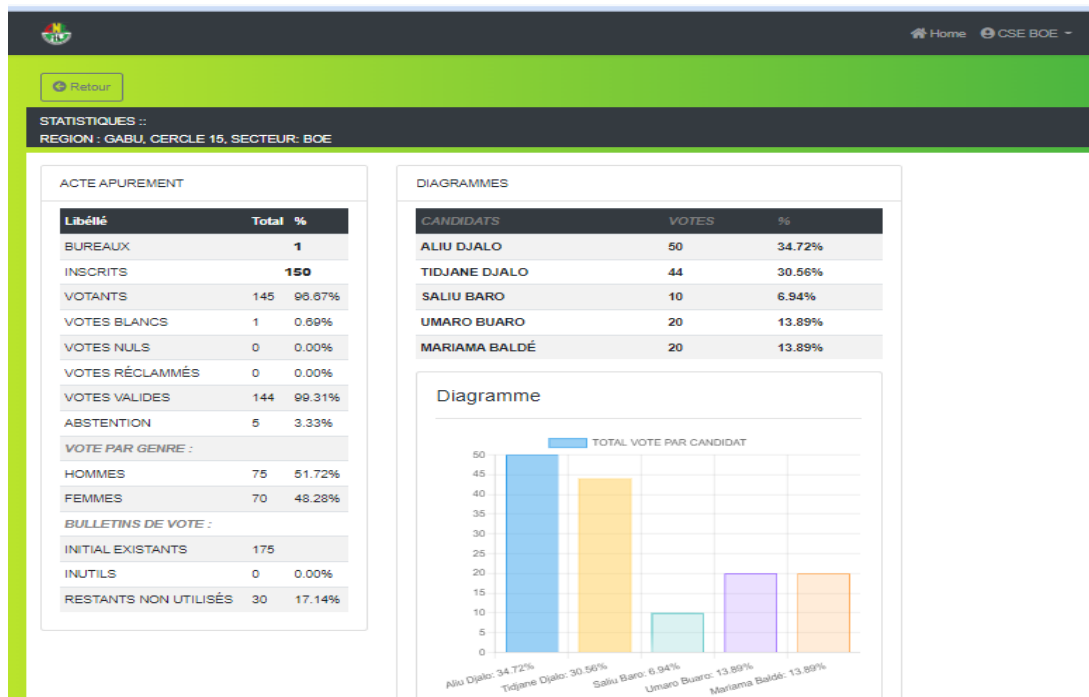 Home CSE BOE
Retour
STATISTIQUES ::
REGION : GABU, CERCLE 15, SECTEUR: BOE
ACTE APUREMENT
Libéllé Total %
BUREAUX 1
INSCRITS 150
VOTANTS 145 96.67%
VOTES BLANCS 1 0.69%
VOTES NULS 0 0.00%
VOTES RÉCLAMMÉS 0 0.00%
VOTES VALIDES 144 99.31%
ABSTENTION 5 3.33%
VOTE PAR GENRE :
HOMMES 75 51.72%
FEMMES 70 48.28%
BULLETINS DE VOTE :
INITIAL EXISTANTS 175
INUTILS 0 0.00%
RESTANTS NON UTILISÉS 30 17.14%
DIAGRAMMES
CANDIDATS VOTES %
ALIU DJALO 50 34.72%
TIDJANE DJALO 44 30.56%
SALIU BARO 10 6.94%
UMARO BUARO 20 13.89%
MARIAMA BALDÉ 20 13.89%
Diagramme
TOTAL VOTE PAR CANDIDAT
50
45
40
35
30
25
20
15
10
5
0
Aliu Djalo: 34.72%
Tidjane Djalo: 30.56%
Saliu Baro: 6.94%
Umaro Buaro: 13.89%
Mariama Baldé: 13.89%